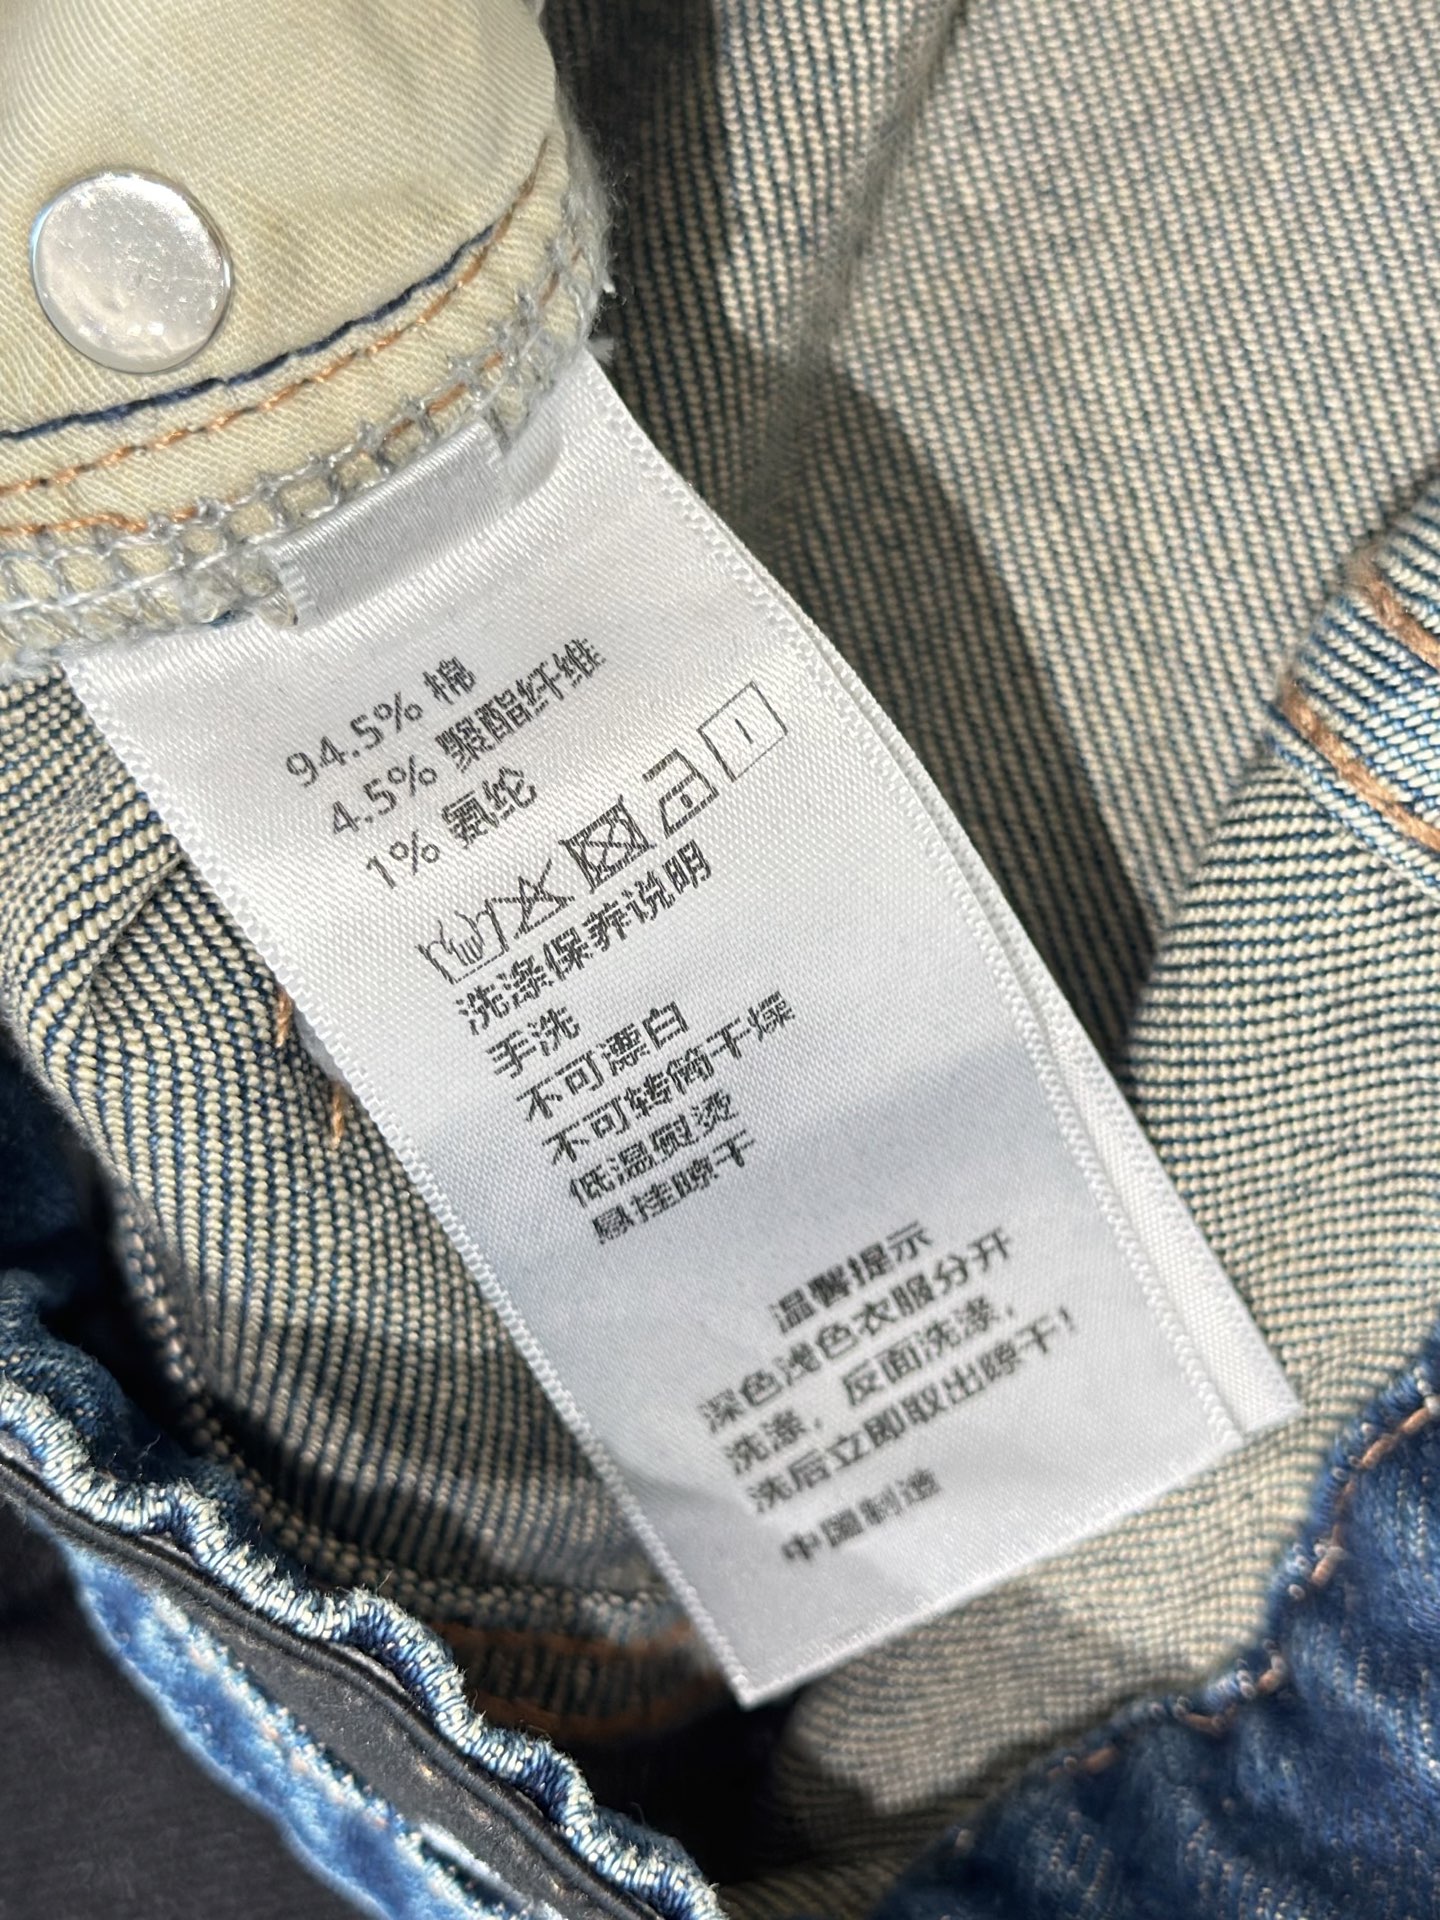 94.5% 棉
4.5% 聚酯纤维
1% 氨纶
洗涤保养说明
手洗
不可漂白
不可转筒干燥
低温熨烫
悬挂晾干
温馨提示
深色浅色衣服分开
洗涤，反面洗涤，
洗后立即取出晾干！
中国制造